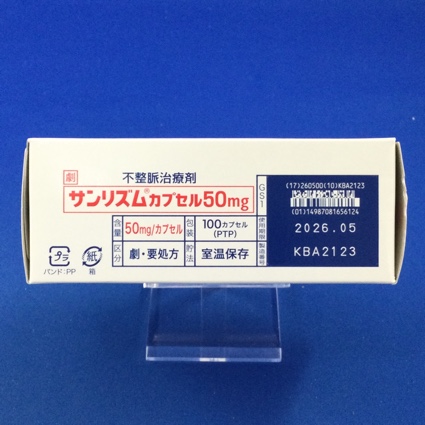 劇
不整脈治療剤
サンリズム®カプセル50mg
含量 50mg/カプセル 包装 100カプセル(PTP)
区分 劇・要処方 貯法 室温保存
プラ
バンド:PP
紙
箱
GS1
(17)260500(10)KBA2123
(01)14987081656124
使用期限 2026.05
製造番号 KBA2123